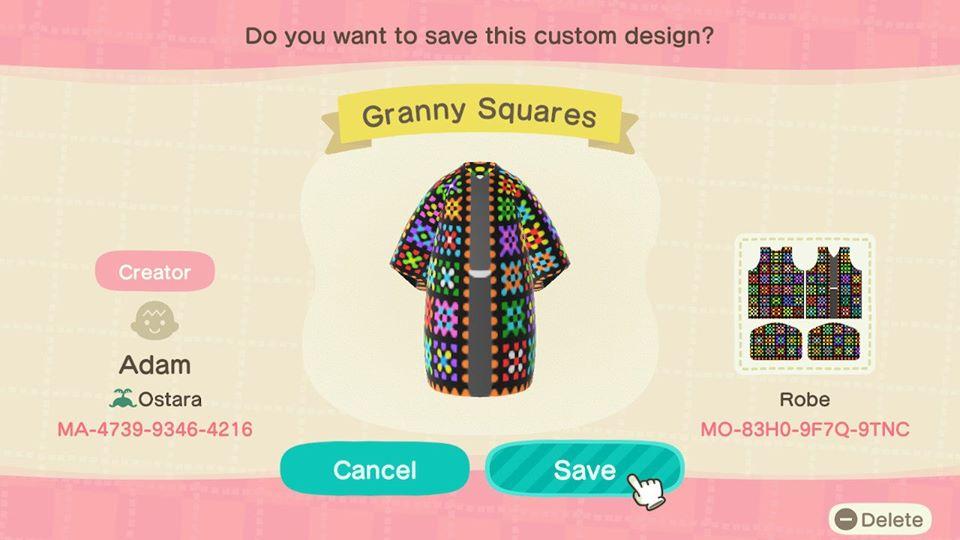 Do you want to save this custom design?
Granny Squares
Creator
Adam
Ostara
MA-4739-9346-4216
Robe
MO-83H0-9F7Q-9TNC
Cancel
Save
Delete